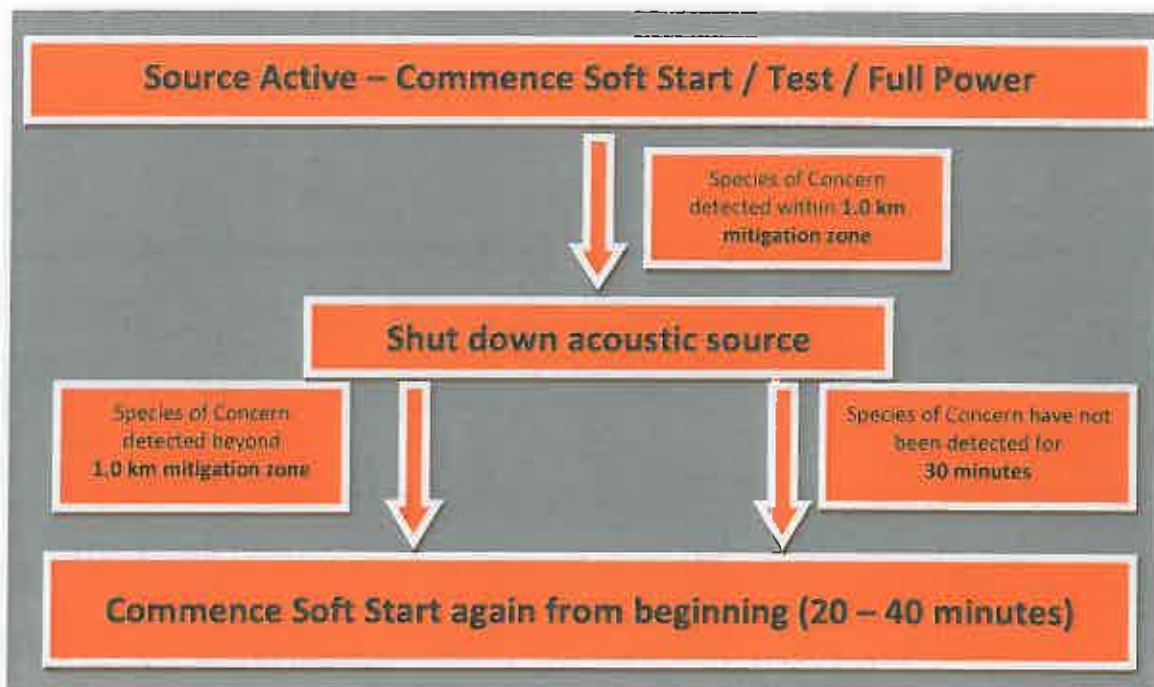 Source Active – Commence Soft Start / Test / Full Power
Species of Concern
detected within 1.0 km
mitigation zone
Shut down acoustic source
Species of Concern
detected beyond
1.0 km mitigation zone
Species of Concern have not
been detected for
30 minutes
Commence Soft Start again from beginning (20 – 40 minutes)